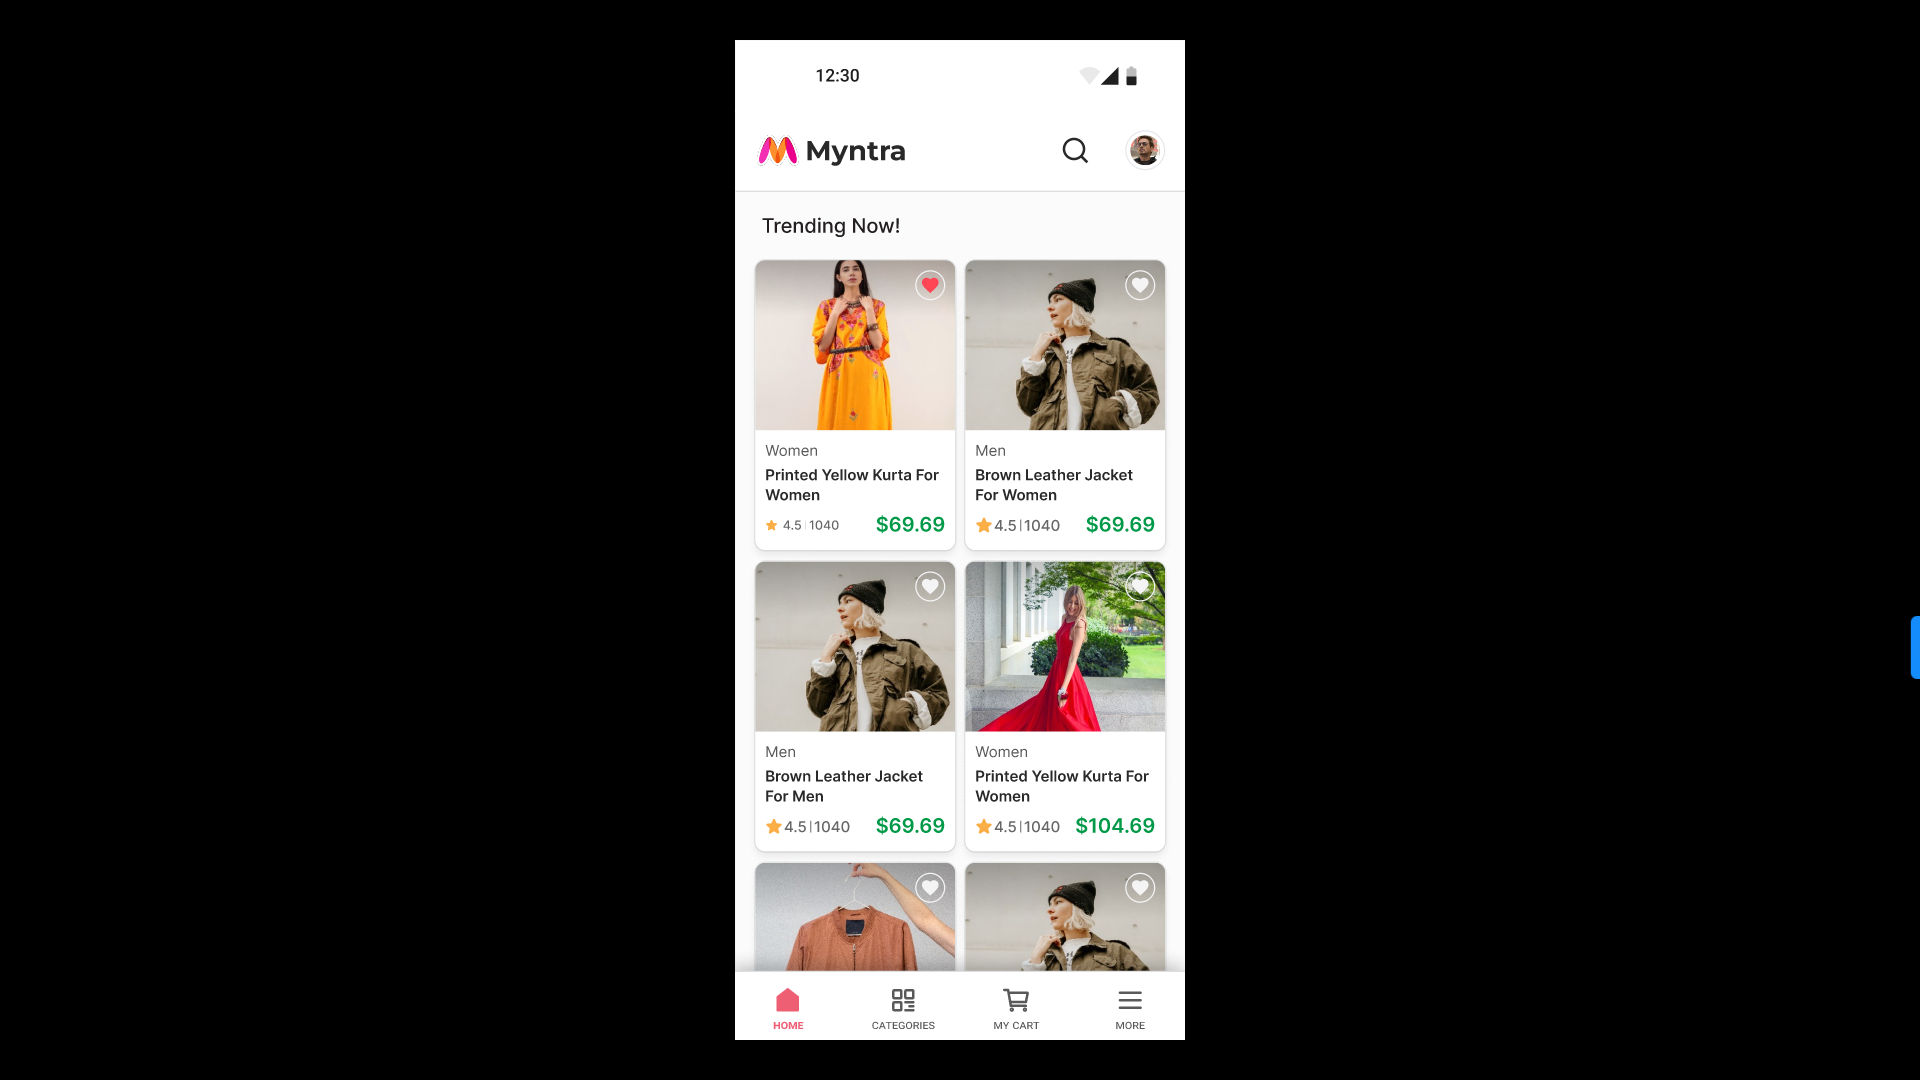 12:30
Myntra
Trending Now!
Women
Printed Yellow Kurta For
Women
4.5 | 1040
$69.69
Men
Brown Leather Jacket
For Women
4.5 | 1040
$69.69
Men
Brown Leather Jacket
For Men
4.5 | 1040
$69.69
Women
Printed Yellow Kurta For
Women
4.5 | 1040
$104.69
HOME
CATEGORIES
MY CART
MORE